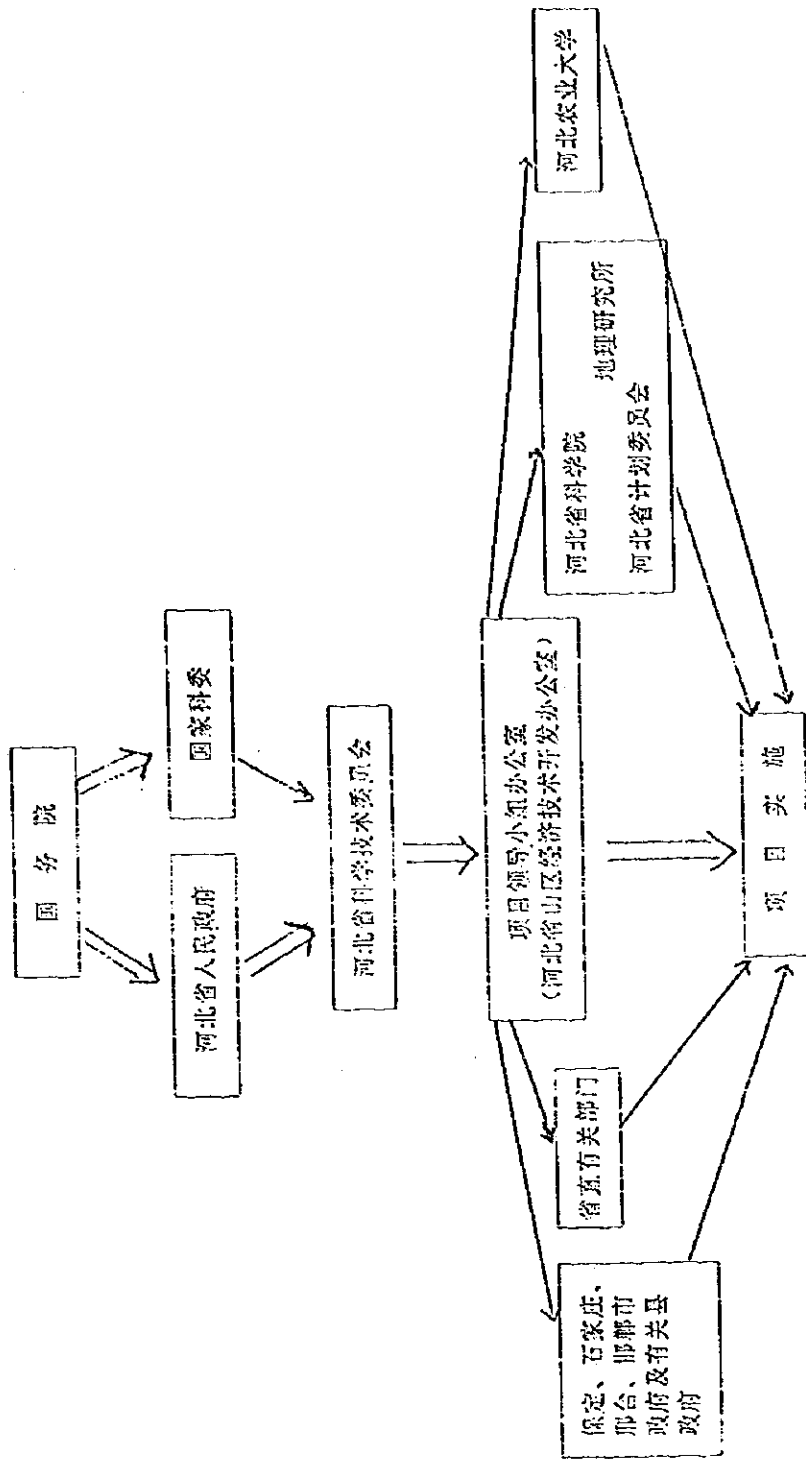 国务院
河北省人民政府
国家科委
河北省科学技术委员会
项目领导小组办公室
（河北省山区经济技术开发办公室）
保定、石家庄、
邢台、邯郸市
政府及有关县
政府
省直有关部门
河北省科学院
地理研究所
河北省计划委员会
河北农业大学
项目实施